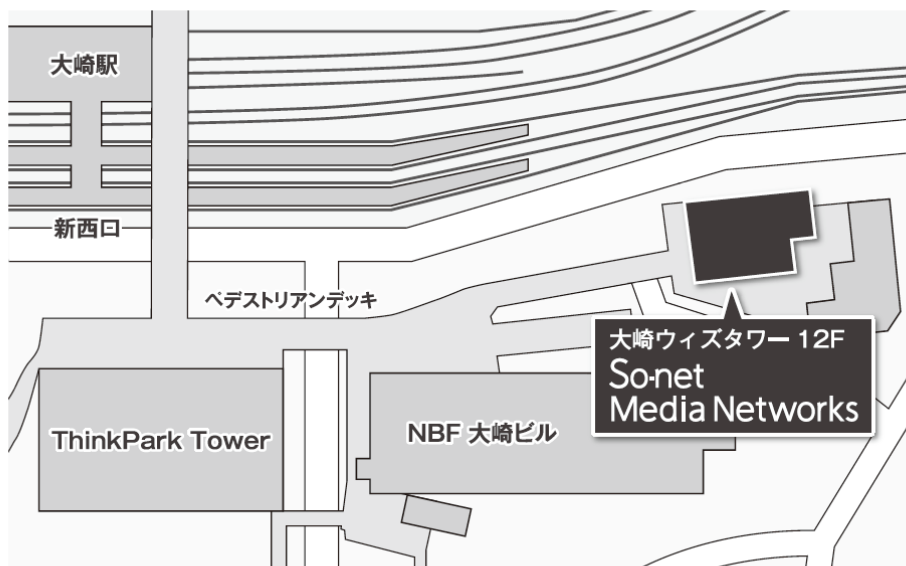 大崎駅
新西口
ペデストリアンデッキ
大崎ウィズタワー 12F
So-net
Media Networks
ThinkPark Tower
NBF 大崎ビル